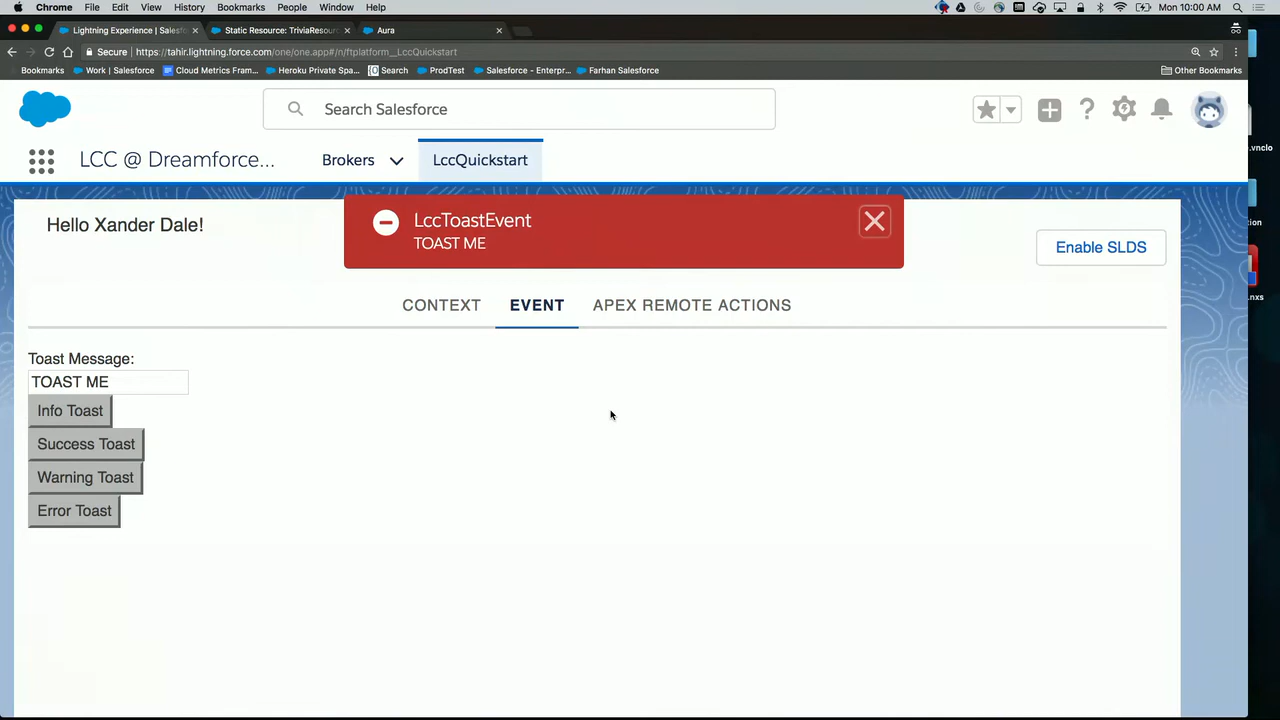 Chrome File Edit View History Bookmarks People Window Help Mon 10:00 AM
Lightning Experience | Salesf Static Resource: TriviaResour Aura
Secure https://tahir.lightning.force.com/one/one.app#/n/ftplatform__LccQuickstart
Bookmarks Work | Salesforce Cloud Metrics Fram... Heroku Private Spa... Search ProdTest Salesforce - Enterpr... Farhan Salesforce Other Bookmarks
Search Salesforce
.vnclo
LCC @ Dreamforce... Brokers LccQuickstart
LccToastEvent
Hello Xander Dale!
TOAST ME
Enable SLDS
.nxs
CONTEXT EVENT APEX REMOTE ACTIONS
Toast Message:
TOAST ME
Info Toast
Success Toast
Warning Toast
Error Toast